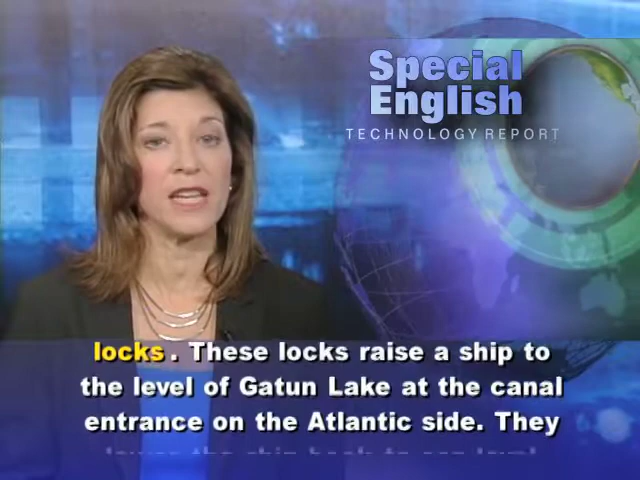 Special
English
TECHNOLOGY REPORT
locks. These locks raise a ship to
the level of Gatun Lake at the canal
entrance on the Atlantic side. They